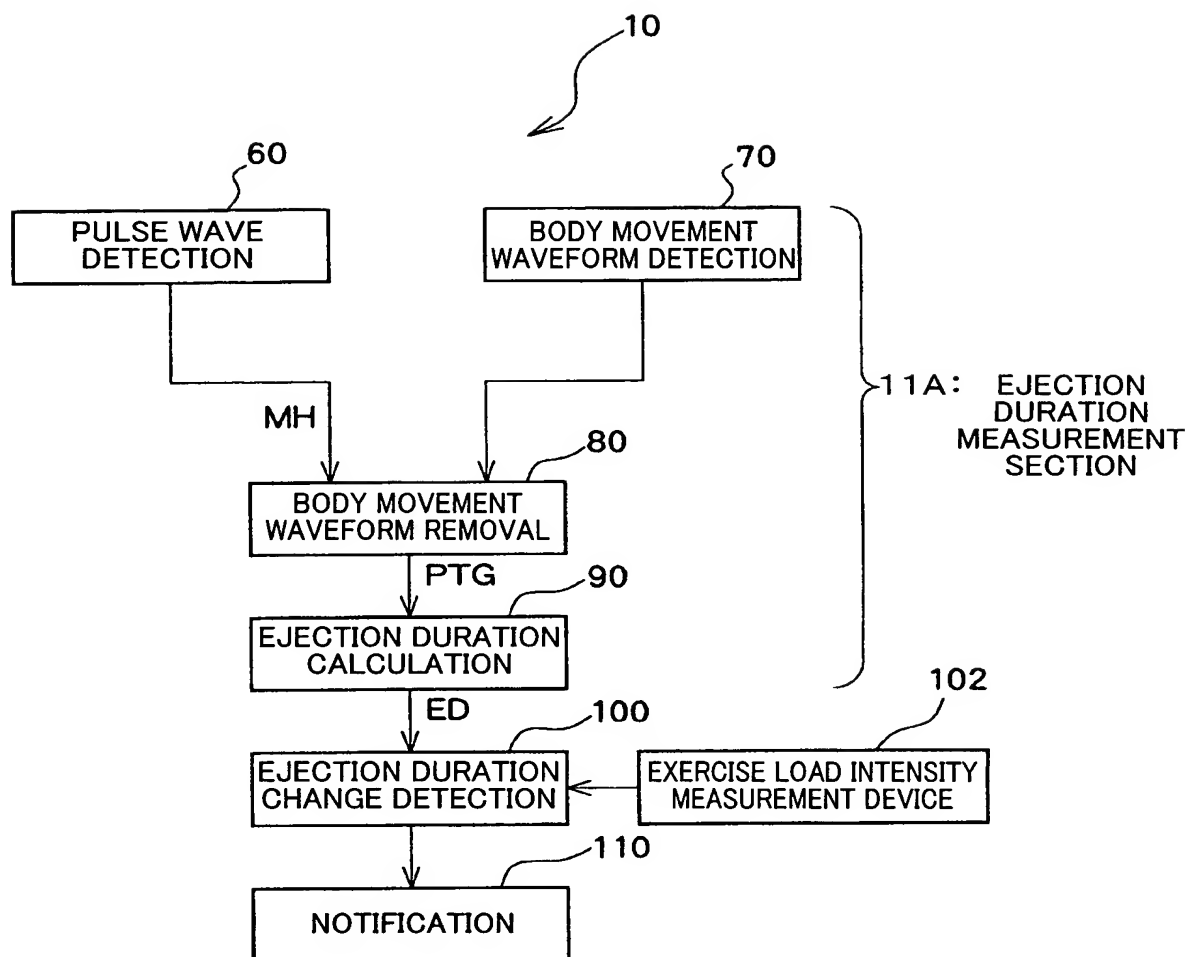 10
60
70
PULSE WAVE
DETECTION
BODY MOVEMENT
WAVEFORM DETECTION
11A: EJECTION
DURATION
MEASUREMENT
SECTION
MH
80
BODY MOVEMENT
WAVEFORM REMOVAL
PTG
90
EJECTION DURATION
CALCULATION
ED
100
102
EJECTION DURATION
CHANGE DETECTION
EXERCISE LOAD INTENSITY
MEASUREMENT DEVICE
110
NOTIFICATION